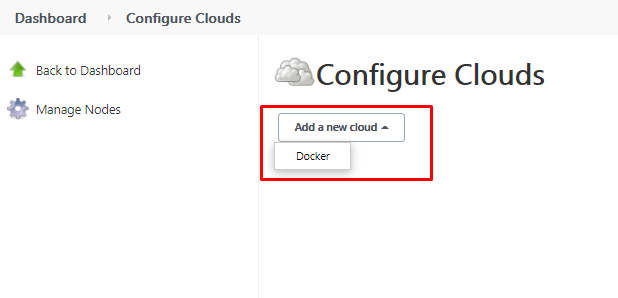 Dashboard Configure Clouds
Back to Dashboard
Manage Nodes
Configure Clouds
Add a new cloud
Docker